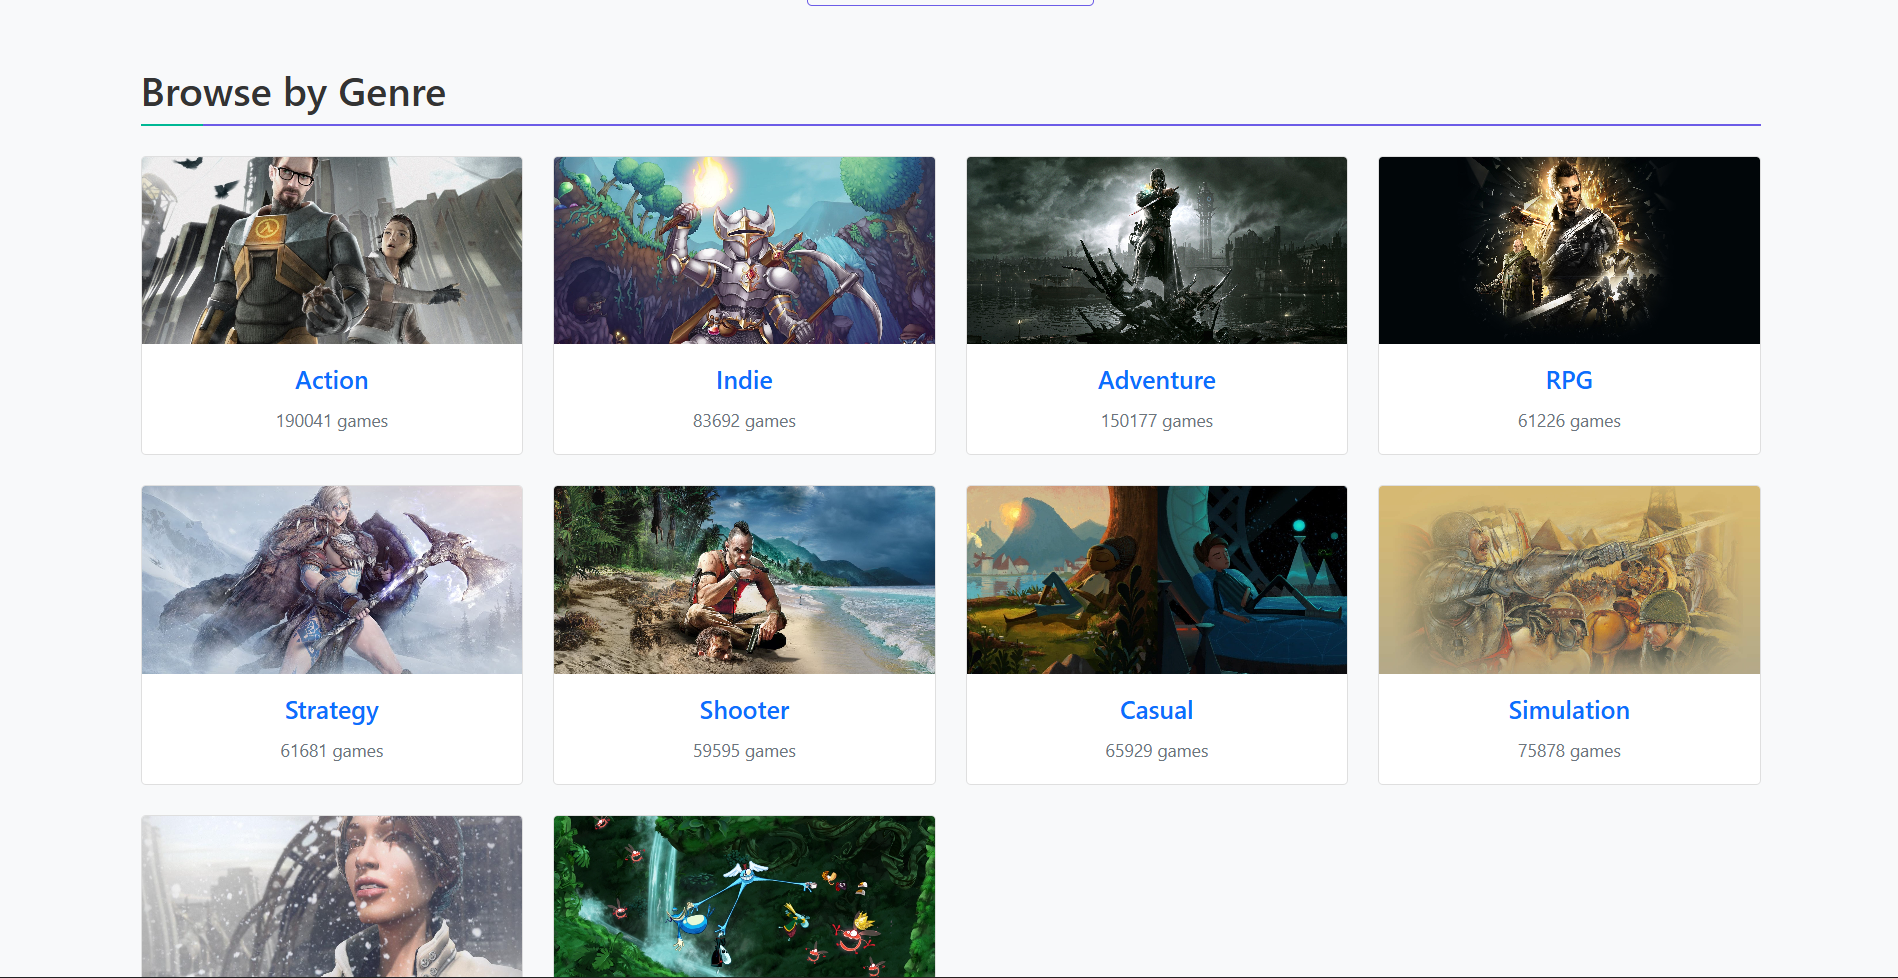 Browse by Genre
Action
190041 games
Indie
83692 games
Adventure
150177 games
RPG
61226 games
Strategy
61681 games
Shooter
59595 games
Casual
65929 games
Simulation
75878 games